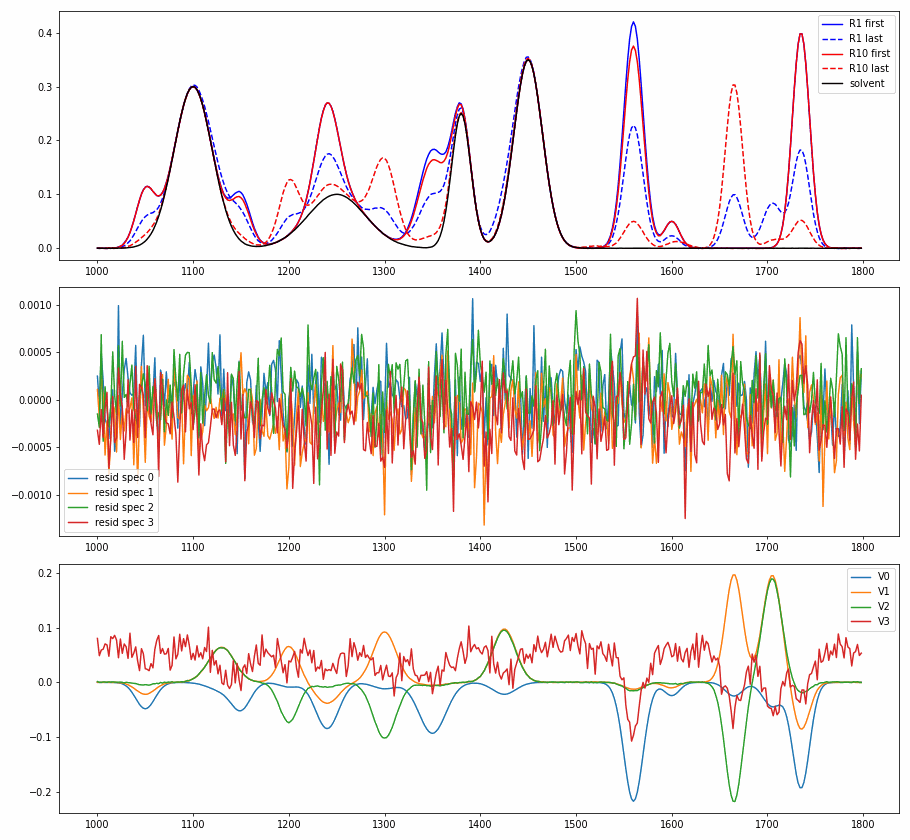 0.4
0.3
0.2
0.1
0.0
R1 first
R1 last
R10 first
R10 last
solvent
1000 1100 1200 1300 1400 1500 1600 1700 1800
0.0010
0.0005
0.0000
−0.0005
−0.0010
resid spec 0
resid spec 1
resid spec 2
resid spec 3
1000 1100 1200 1300 1400 1500 1600 1700 1800
0.2
0.1
0.0
−0.1
−0.2
V0
V1
V2
V3
1000 1100 1200 1300 1400 1500 1600 1700 1800